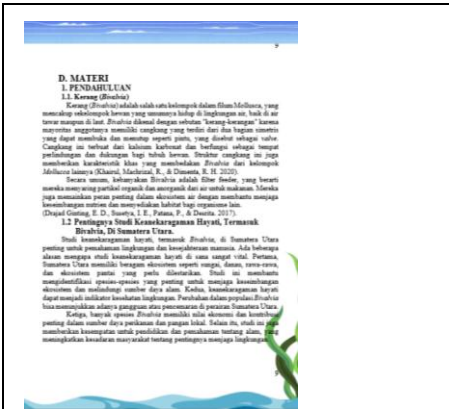 9
D. MATERI
1. PENDAHULUAN
1.1. Kerang (Bivalvia)
Kerang (Bivalvia) adalah salah satu kelompok dalam filum Mollusca, yang
mencakup sekelompok hewan yang umumnya hidup di lingkungan air, baik di air
tawar maupun di laut. Bivalvia dikenal dengan sebutan "kerang-kerangan" karena
mayoritas anggotanya memiliki cangkang yang terdiri dari dua bagian simetris
yang dapat membuka dan menutup seperti pintu, yang disebut sebagai valve.
Cangkang ini terbuat dari kalsium karbonat dan berfungsi sebagai tempat
perlindungan dan dukungan bagi tubuh hewan. Struktur cangkang ini juga
memberikan karakteristik khas yang membedakan Bivalvia dari kelompok
Mollusca lainnya (Khairul, Machrizal, R., & Dimenta, R. H. 2020).
Secara umum, kebanyakan Bivalvia adalah filter feeder, yang berarti
mereka menyaring partikel organik dan anorganik dari air untuk makanan. Mereka
juga memainkan peran penting dalam ekosistem air dengan membantu menjaga
keseimbangan nutrien dan menyediakan habitat bagi organisme lain.
(Drajad Ginting, E. D., Susetya, I. E., Patana, P., & Desrita. 2017).
1.2 Pentingnya Studi Keanekaragaman Hayati, Termasuk
Bivalvia, Di Sumatera Utara.
Studi keanekaragaman hayati, termasuk Bivalvia, di Sumatera Utara
penting untuk pemahaman lingkungan dan kesejahteraan manusia. Ada beberapa
alasan mengapa studi keanekaragaman hayati di sana sangat vital. Pertama,
Sumatera Utara memiliki beragam ekosistem seperti sungai, danau, rawa-rawa,
dan ekosistem pantai yang perlu dilestarikan. Studi ini membantu
mengidentifikasi spesies-spesies yang penting untuk menjaga keseimbangan
ekosistem dan melindungi sumber daya alam. Kedua, keanekaragaman hayati
dapat menjadi indikator kesehatan lingkungan. Perubahan dalam populasi Bivalvia
bisa menunjukkan adanya gangguan atau pencemaran di perairan Sumatera Utara.
Ketiga, banyak spesies Bivalvia memiliki nilai ekonomi dan kontribusi
penting dalam sumber daya perikanan dan pangan lokal. Selain itu, studi ini juga
memberikan kesempatan untuk pendidikan dan pemahaman tentang alam, yang
meningkatkan kesadaran masyarakat tentang pentingnya menjaga lingkungan.
9